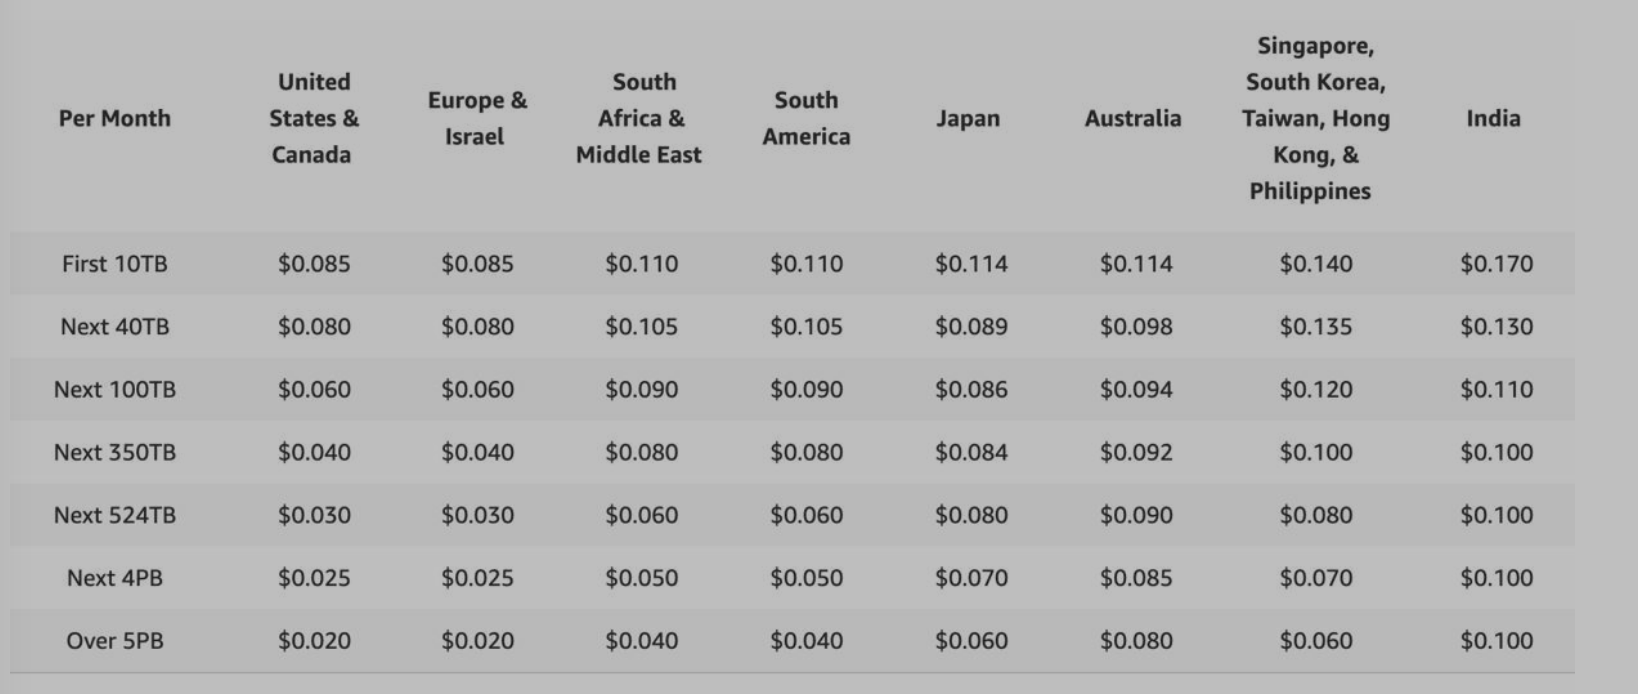 Per Month United States & Canada Europe & Israel South Africa & Middle East South America Japan Australia Singapore, South Korea, Taiwan, Hong Kong, & Philippines India
First 10TB $0.085 $0.085 $0.110 $0.110 $0.114 $0.114 $0.140 $0.170
Next 40TB $0.080 $0.080 $0.105 $0.105 $0.089 $0.098 $0.135 $0.130
Next 100TB $0.060 $0.060 $0.090 $0.090 $0.086 $0.094 $0.120 $0.110
Next 350TB $0.040 $0.040 $0.080 $0.080 $0.084 $0.092 $0.100 $0.100
Next 524TB $0.030 $0.030 $0.060 $0.060 $0.080 $0.090 $0.080 $0.100
Next 4PB $0.025 $0.025 $0.050 $0.050 $0.070 $0.085 $0.070 $0.100
Over 5PB $0.020 $0.020 $0.040 $0.040 $0.060 $0.080 $0.060 $0.100